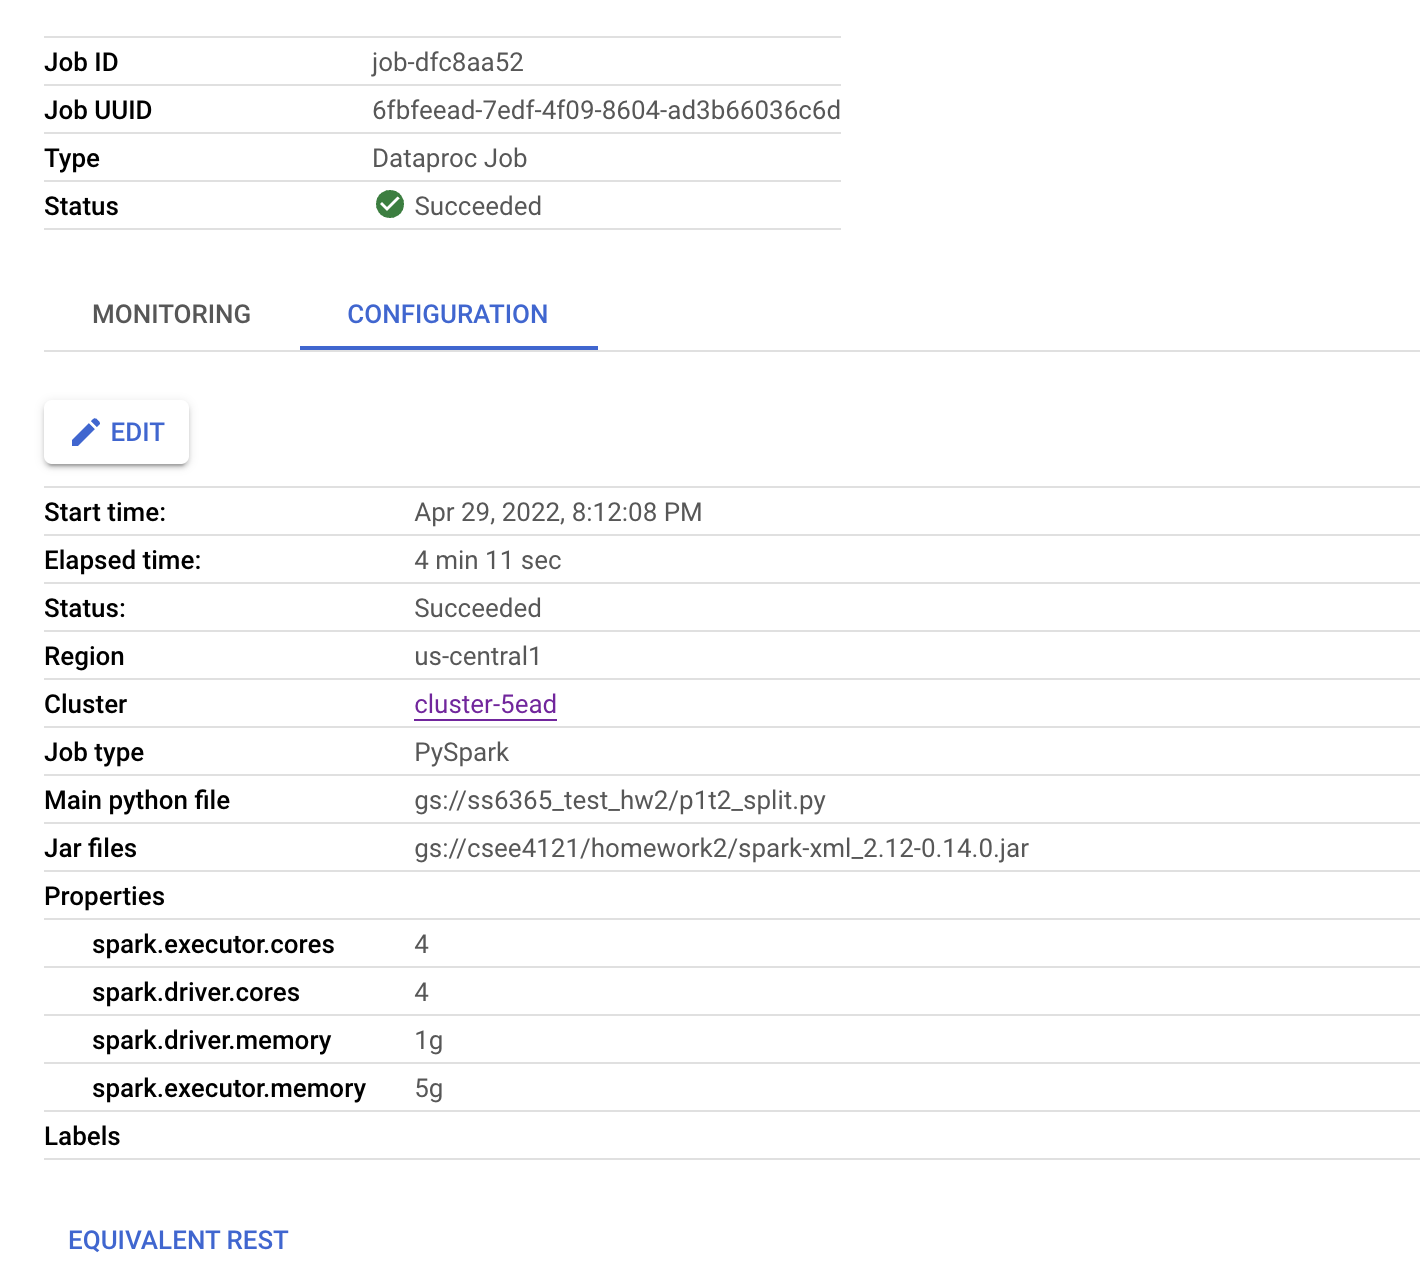 Job ID job-dfc8aa52
Job UUID 6fbfeead-7edf-4f09-8604-ad3b66036c6d
Type Dataproc Job
Status Succeeded
MONITORING CONFIGURATION
EDIT
Start time: Apr 29, 2022, 8:12:08 PM
Elapsed time: 4 min 11 sec
Status: Succeeded
Region us-central1
Cluster cluster-5ead
Job type PySpark
Main python file gs://ss6365_test_hw2/p1t2_split.py
Jar files gs://csee4121/homework2/spark-xml_2.12-0.14.0.jar
Properties
spark.executor.cores 4
spark.driver.cores 4
spark.driver.memory 1g
spark.executor.memory 5g
Labels
EQUIVALENT REST